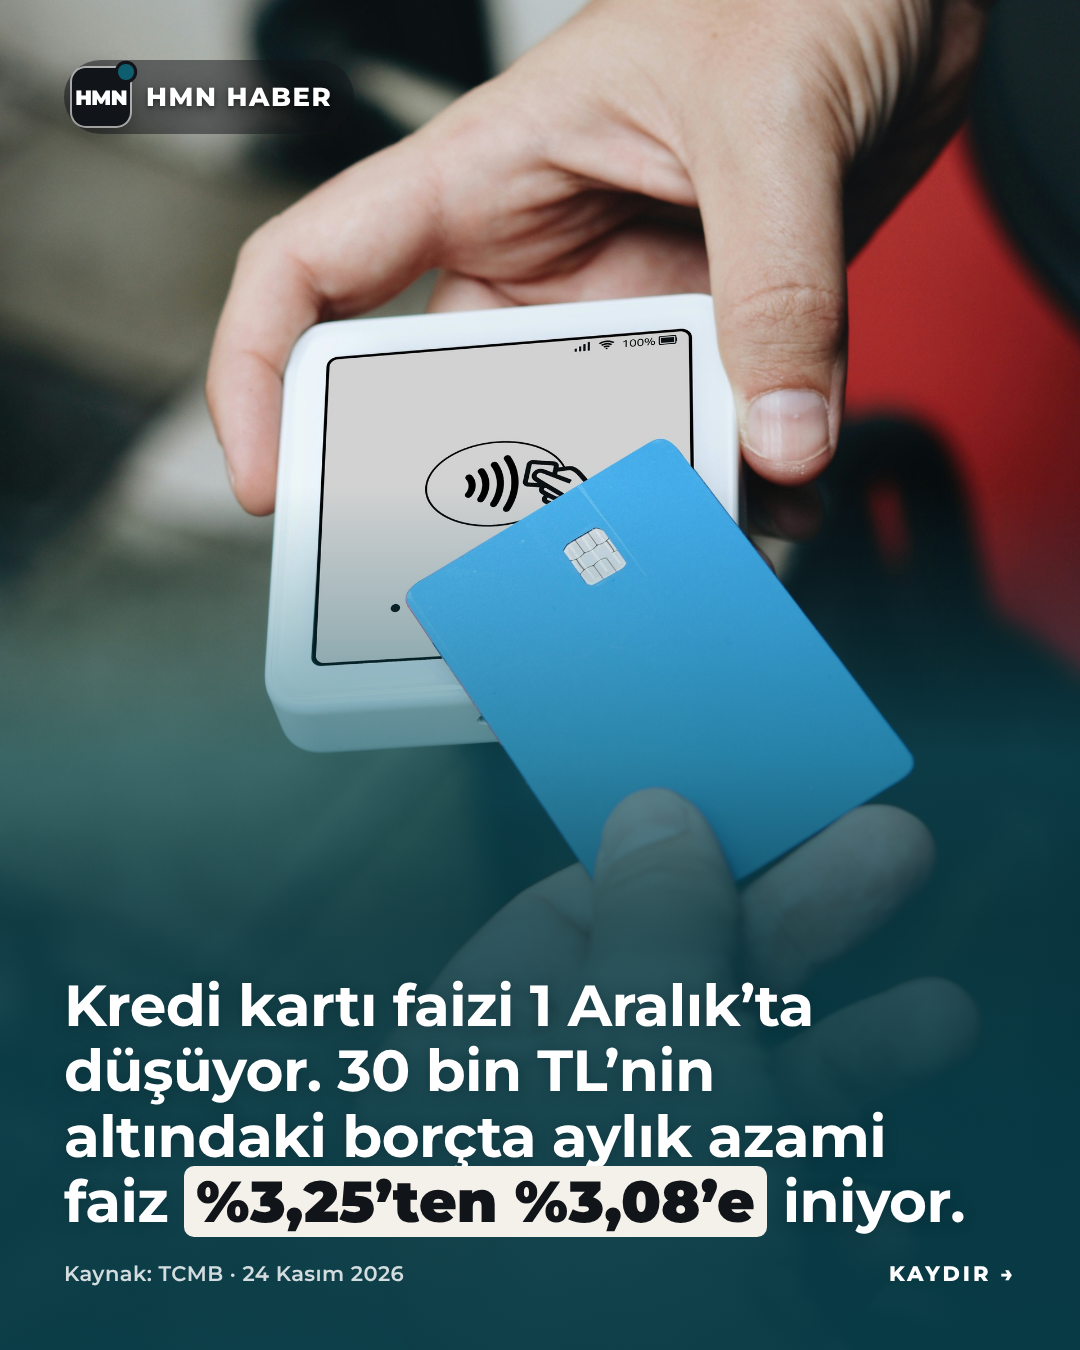 HMN HMN HABER
100%
Kredi kartı faizi 1 Aralık’ta
düşüyor. 30 bin TL’nin
altındaki borçta aylık azami
faiz %3,25’ten %3,08’e iniyor.
Kaynak: TCMB · 24 Kasım 2026
KAYDIR →